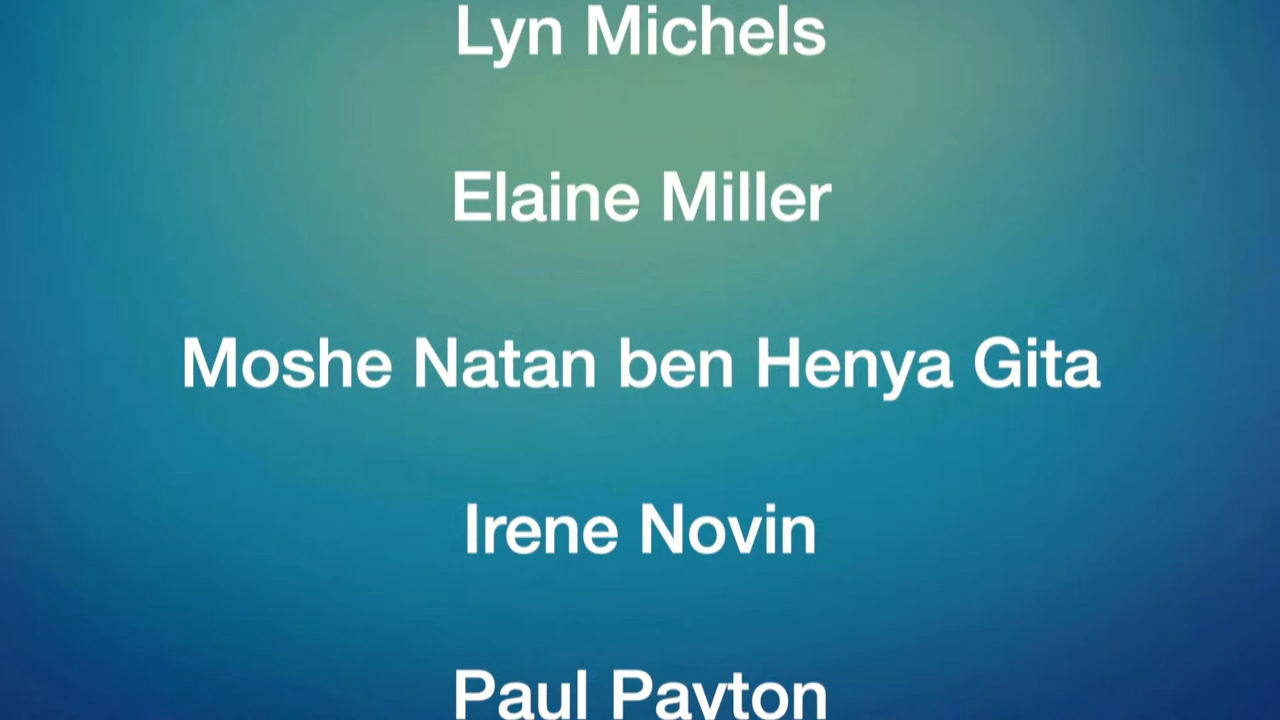 Lyn Michels
Elaine Miller
Moshe Natan ben Henya Gita
Irene Novin
Paul Payton